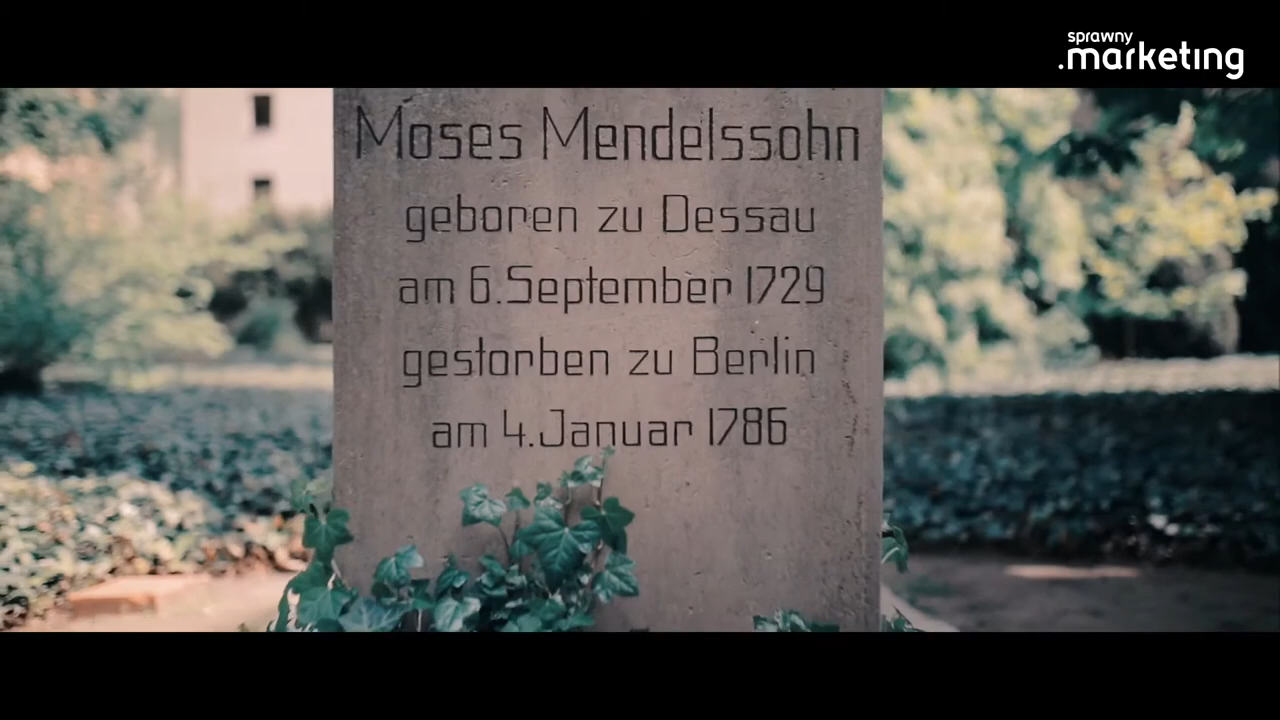 sprawny
.marketing
Moses Mendelssohn
geboren zu Dessau
am 6. September 1729
gestorben zu Berlin
am 4. Januar 1786